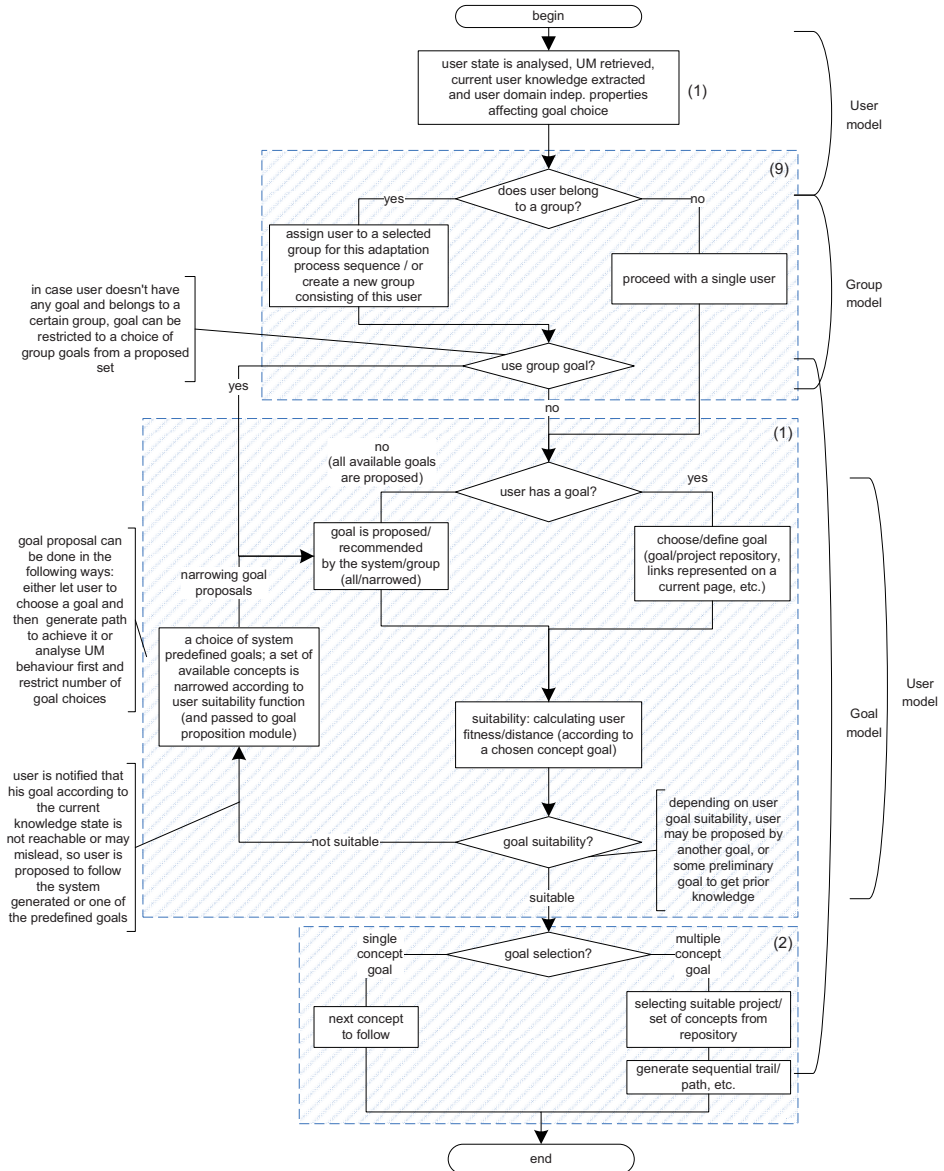 begin
user state is analysed, UM retrieved,
current user knowledge extracted
and user domain indep. properties
affecting goal choice
(1)
User
model
(9)
does user belong
to a group?
yes
no
assign user to a selected
group for this adaptation
process sequence / or
create a new group
consisting of this user
proceed with a single user
Group
model
in case user doesn't have
any goal and belongs to a
certain group, goal can be
restricted to a choice of
group goals from a proposed
set
use group goal?
yes
no
(1)
no
(all available goals
are proposed)
user has a goal?
yes
goal is proposed/
recommended
by the system/group
(all/narrowed)
choose/define goal
(goal/project repository,
links represented on a
current page, etc.)
goal proposal can
be done in the
following ways:
either let user to
choose a goal and
then generate path
to achieve it or
analyse UM
behaviour first and
restrict number of
goal choices
narrowing goal
proposals
a choice of system
predefined goals; a set of
available concepts is
narrowed according to
user suitability function
(and passed to goal
proposition module)
suitability: calculating user
fitness/distance (according to
a chosen concept goal)
Goal
model
User
model
user is notified that
his goal according to
the current
knowledge state is
not reachable or may
mislead, so user is
proposed to follow
the system
generated or one of
the predefined goals
not suitable
goal suitability?
depending on user
goal suitability, user
may be proposed by
another goal, or
some preliminary
goal to get prior
knowledge
suitable
(2)
single
concept
goal
goal selection?
multiple
concept
goal
next concept
to follow
selecting suitable project/
set of concepts from
repository
generate sequential trail/
path, etc.
end